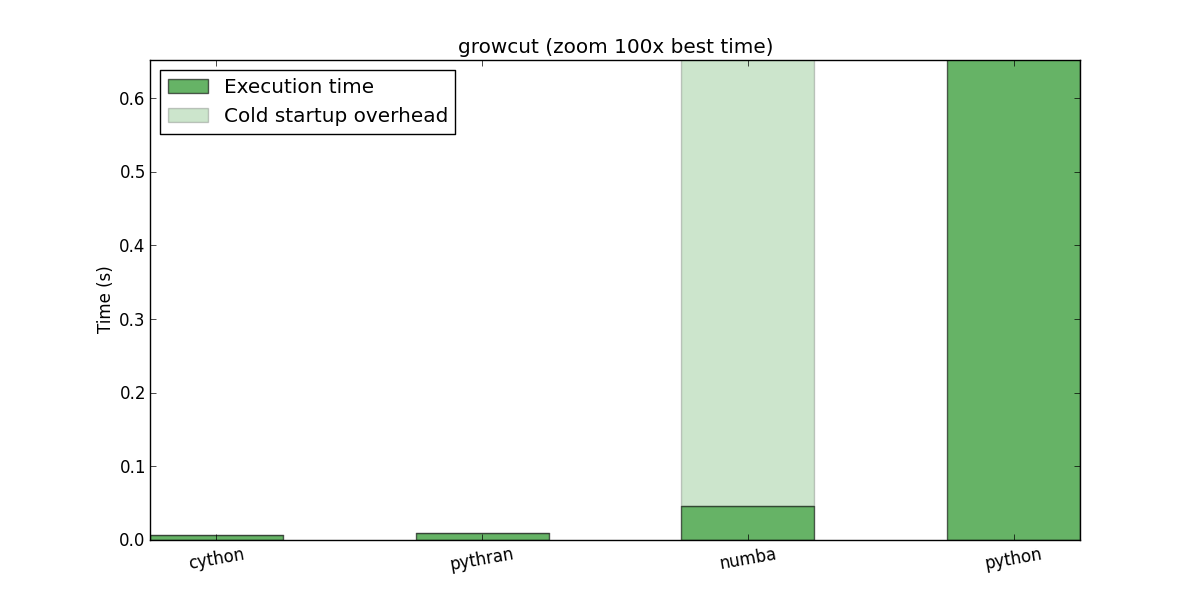 growcut (zoom 100x best time)
Execution time
Cold startup overhead
Time (s)
0.6
0.5
0.4
0.3
0.2
0.1
0.0
cython
pythran
numba
python